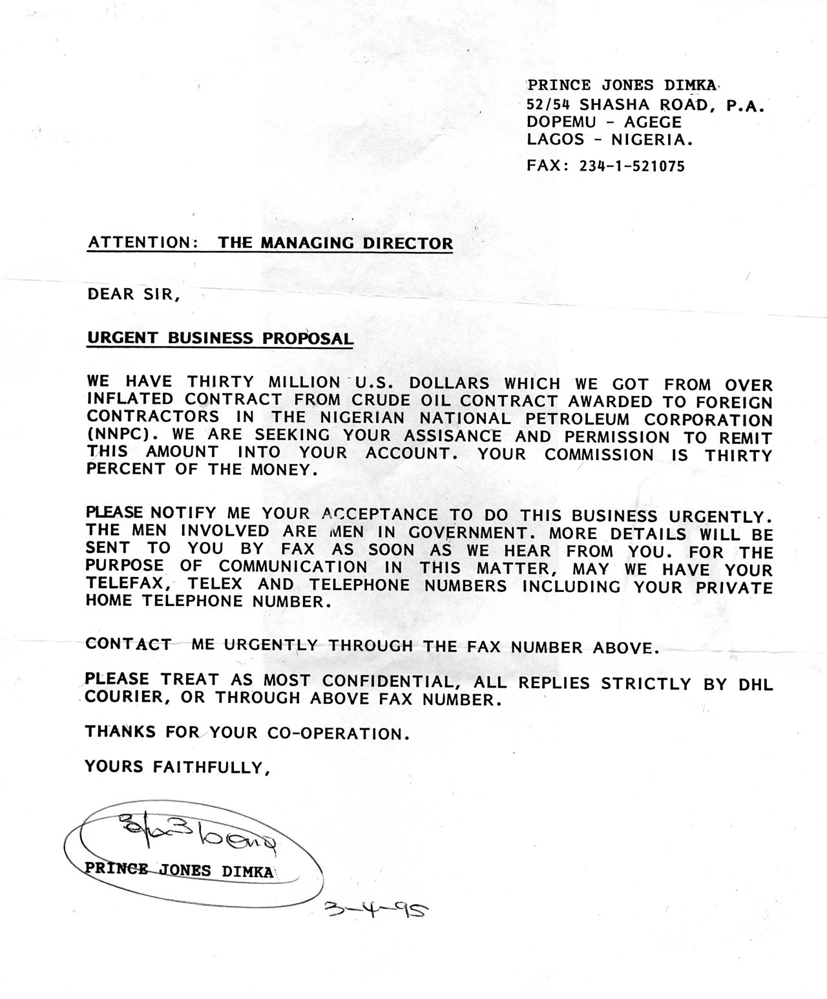 PRINCE JONES DIMKA
52/54 SHASHA ROAD, P.A.
DOPEMU - AGEGE
LAGOS - NIGERIA.
FAX: 234-1-521075
ATTENTION: THE MANAGING DIRECTOR
DEAR SIR,
URGENT BUSINESS PROPOSAL
WE HAVE THIRTY MILLION U.S. DOLLARS WHICH WE GOT FROM OVER
INFLATED CONTRACT FROM CRUDE OIL CONTRACT AWARDED TO FOREIGN
CONTRACTORS IN THE NIGERIAN NATIONAL PETROLEUM CORPORATION
(NNPC). WE ARE SEEKING YOUR ASSISANCE AND PERMISSION TO REMIT
THIS AMOUNT INTO YOUR ACCOUNT. YOUR COMMISSION IS THIRTY
PERCENT OF THE MONEY.
PLEASE NOTIFY ME YOUR ACCEPTANCE TO DO THIS BUSINESS URGENTLY.
THE MEN INVOLVED ARE MEN IN GOVERNMENT. MORE DETAILS WILL BE
SENT TO YOU BY FAX AS SOON AS WE HEAR FROM YOU. FOR THE
PURPOSE OF COMMUNICATION IN THIS MATTER, MAY WE HAVE YOUR
TELEFAX, TELEX AND TELEPHONE NUMBERS INCLUDING YOUR PRIVATE
HOME TELEPHONE NUMBER.
CONTACT ME URGENTLY THROUGH THE FAX NUMBER ABOVE.
PLEASE TREAT AS MOST CONFIDENTIAL, ALL REPLIES STRICTLY BY DHL
COURIER, OR THROUGH ABOVE FAX NUMBER.
THANKS FOR YOUR CO-OPERATION.
YOURS FAITHFULLY,
PRINCE JONES DIMKA
3-4-95